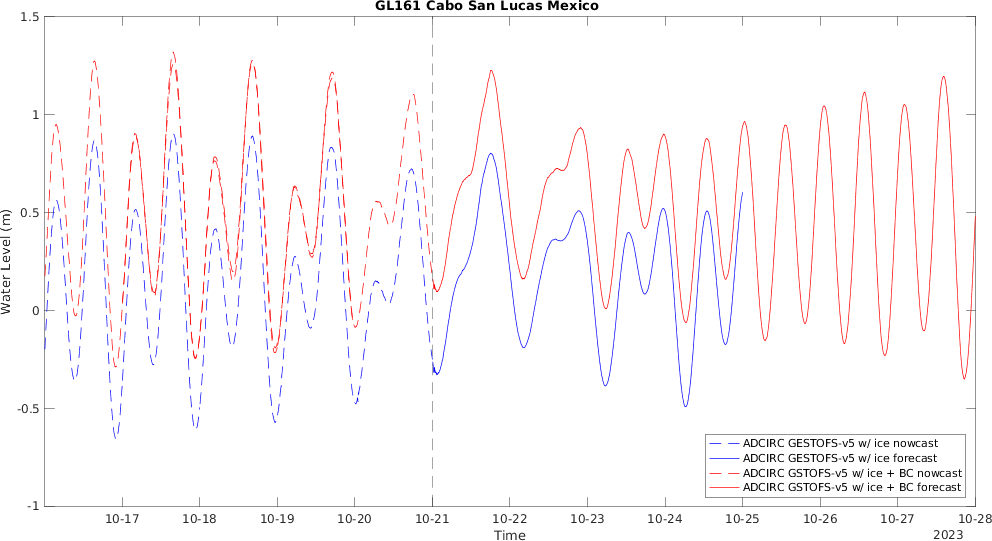 GL161 Cabo San Lucas Mexico
Water Level (m)
1.5
1
0.5
0
-0.5
-1
10-17 10-18 10-19 10-20 10-21 10-22 10-23 10-24 10-25 10-26 10-27 10-28
Time
2023
ADCIRC GESTOFS-v5 w/ ice nowcast
ADCIRC GESTOFS-v5 w/ ice forecast
ADCIRC GSTOFS-v5 w/ ice + BC nowcast
ADCIRC GSTOFS-v5 w/ ice + BC forecast